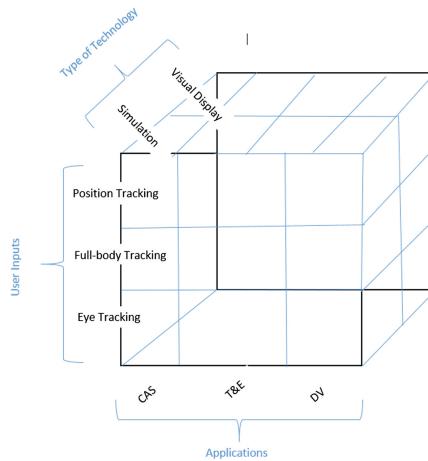 Type of Technology
Visual Display
Simulation
Position Tracking
Full-body Tracking
Eye Tracking
User Inputs
CAS
T&E
DV
Applications